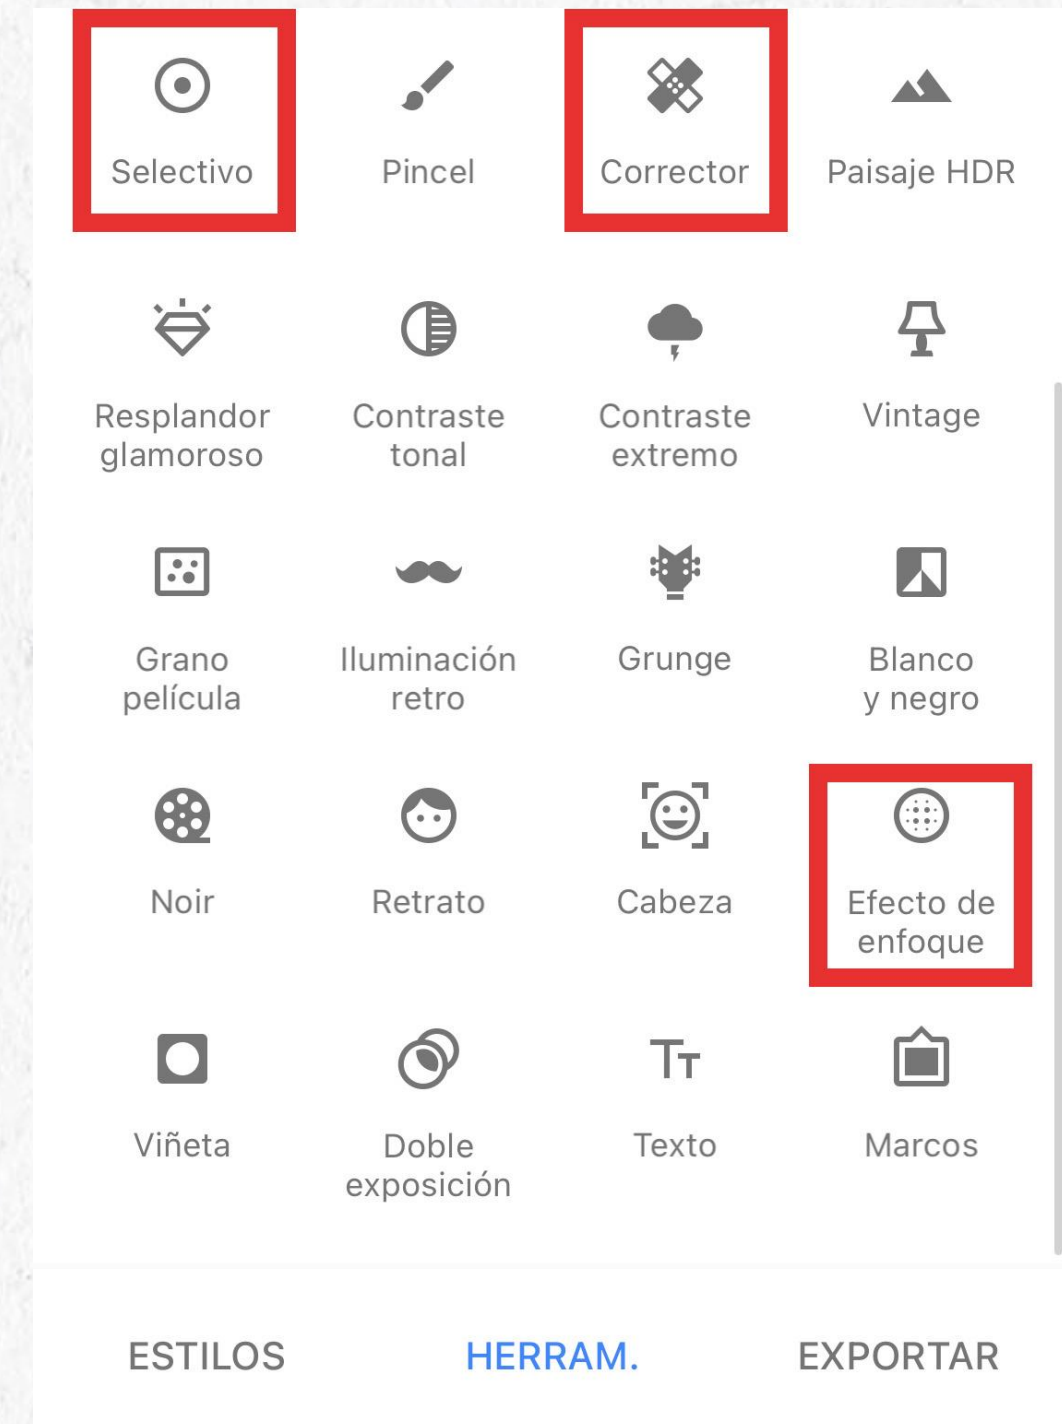 Selectivo
Pincel
Corrector
Paisaje HDR
Resplandor
glamoroso
Contraste
tonal
Contraste
extremo
Vintage
Grano
película
Iluminación
retro
Grunge
Blanco
y negro
Noir
Retrato
Cabeza
Efecto de
enfoque
Viñeta
Doble
exposición
Texto
Marcos
ESTILOS
HERRAM.
EXPORTAR